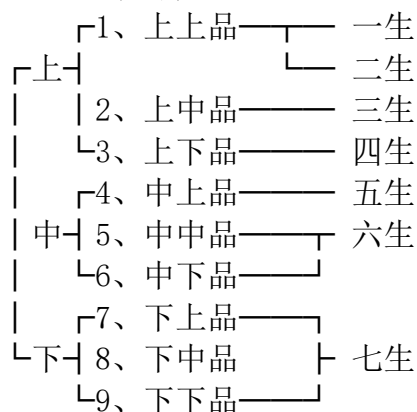 1、上上品 一生
上 二生
2、上中品 三生
3、上下品 四生
4、中上品 五生
中 5、中中品 六生
6、中下品
7、下上品
下 8、下中品 七生
9、下下品